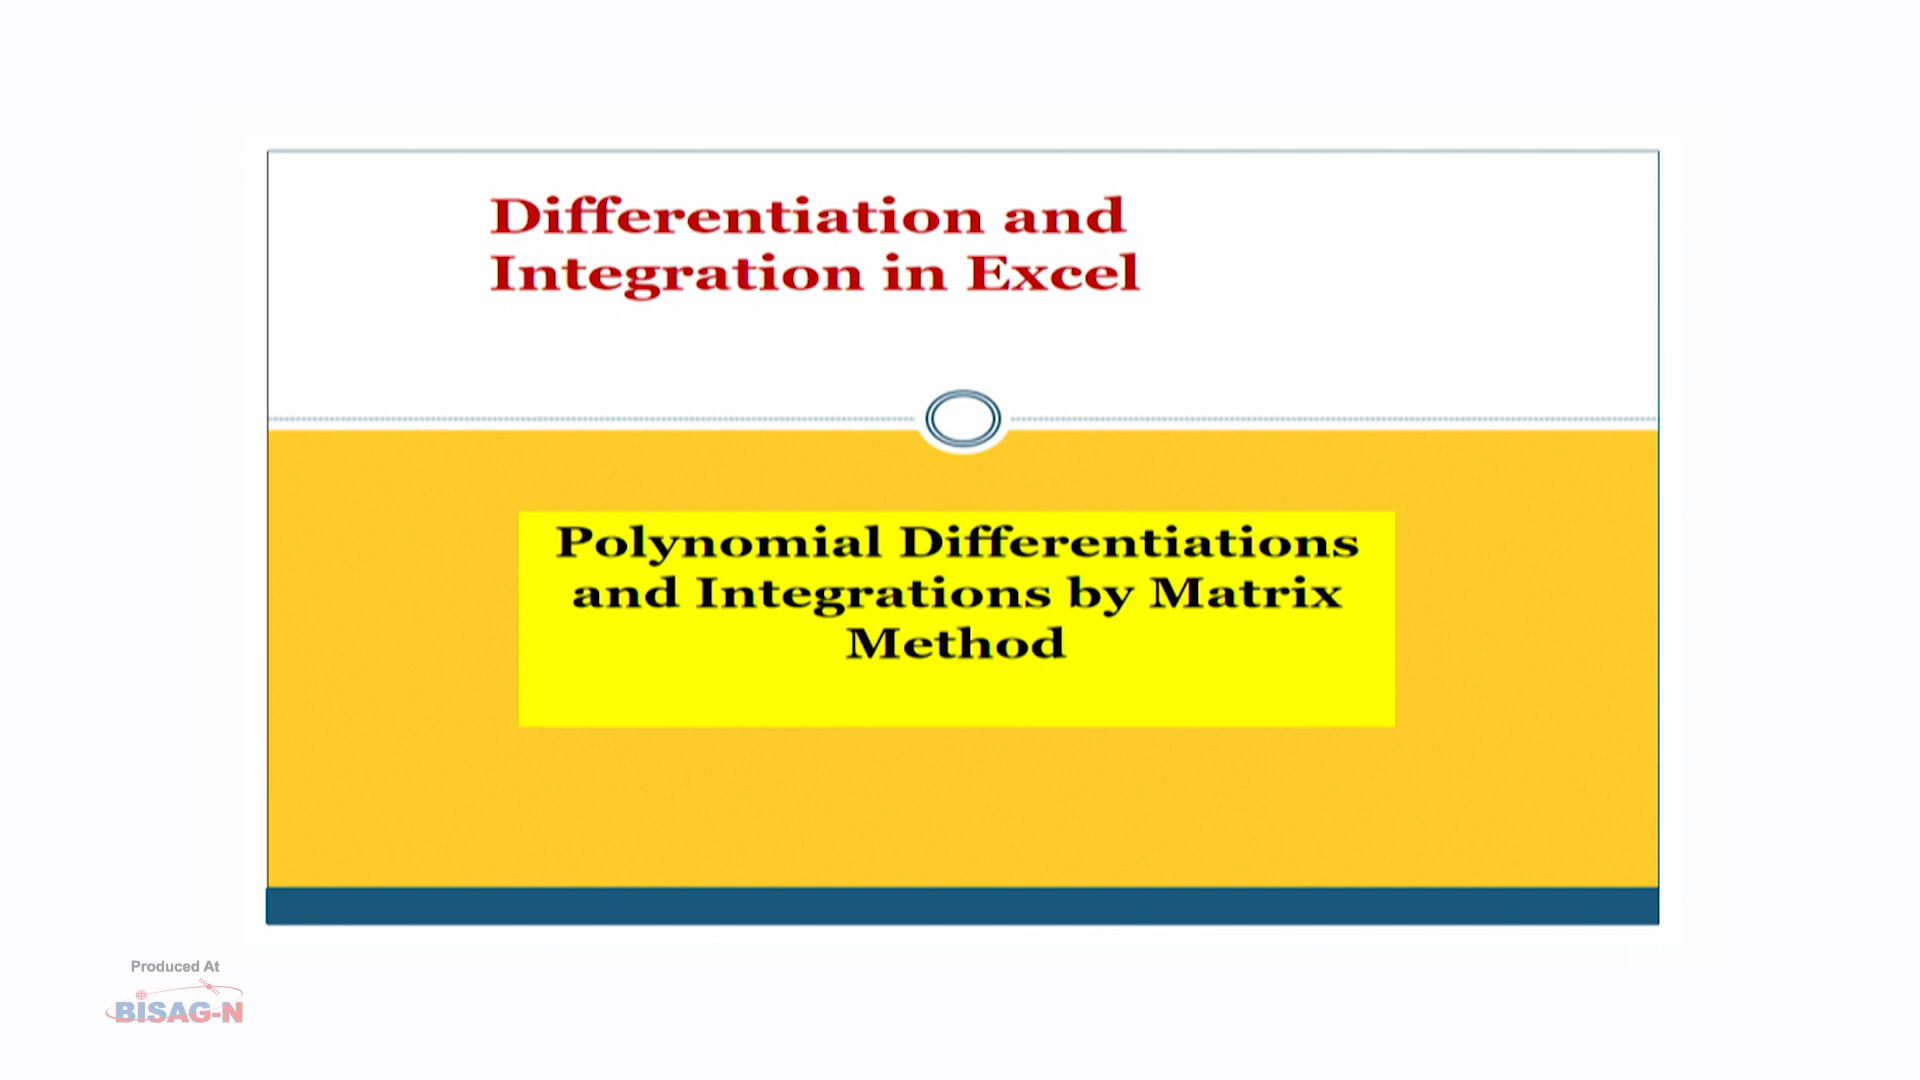 Differentiation and
Integration in Excel
Polynomial Differentiations
and Integrations by Matrix
Method
Produced At
BISAG-N